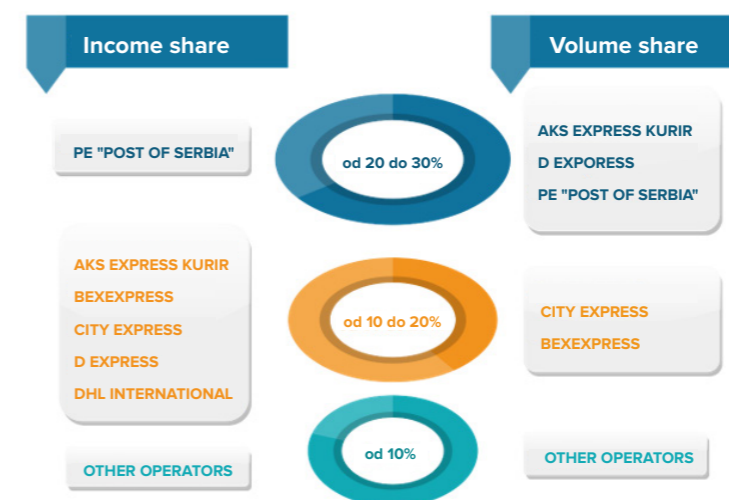 Income share
Volume share
PE "POST OF SERBIA"
od 20 do 30%
AKS EXPRESS KURIR
D EXPORESS
PE "POST OF SERBIA"
AKS EXPRESS KURIR
BEXEXPRESS
CITY EXPRESS
D EXPRESS
DHL INTERNATIONAL
od 10 do 20%
CITY EXPRESS
BEXEXPRESS
OTHER OPERATORS
od 10%
OTHER OPERATORS